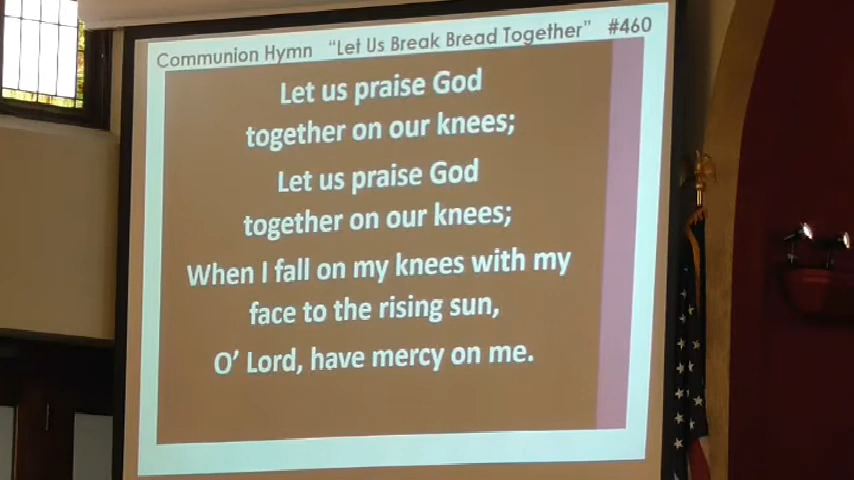 Communion Hymn "Let Us Break Bread Together" #460
Let us praise God
together on our knees;
Let us praise God
together on our knees;
When I fall on my knees with my
face to the rising sun,
O' Lord, have mercy on me.